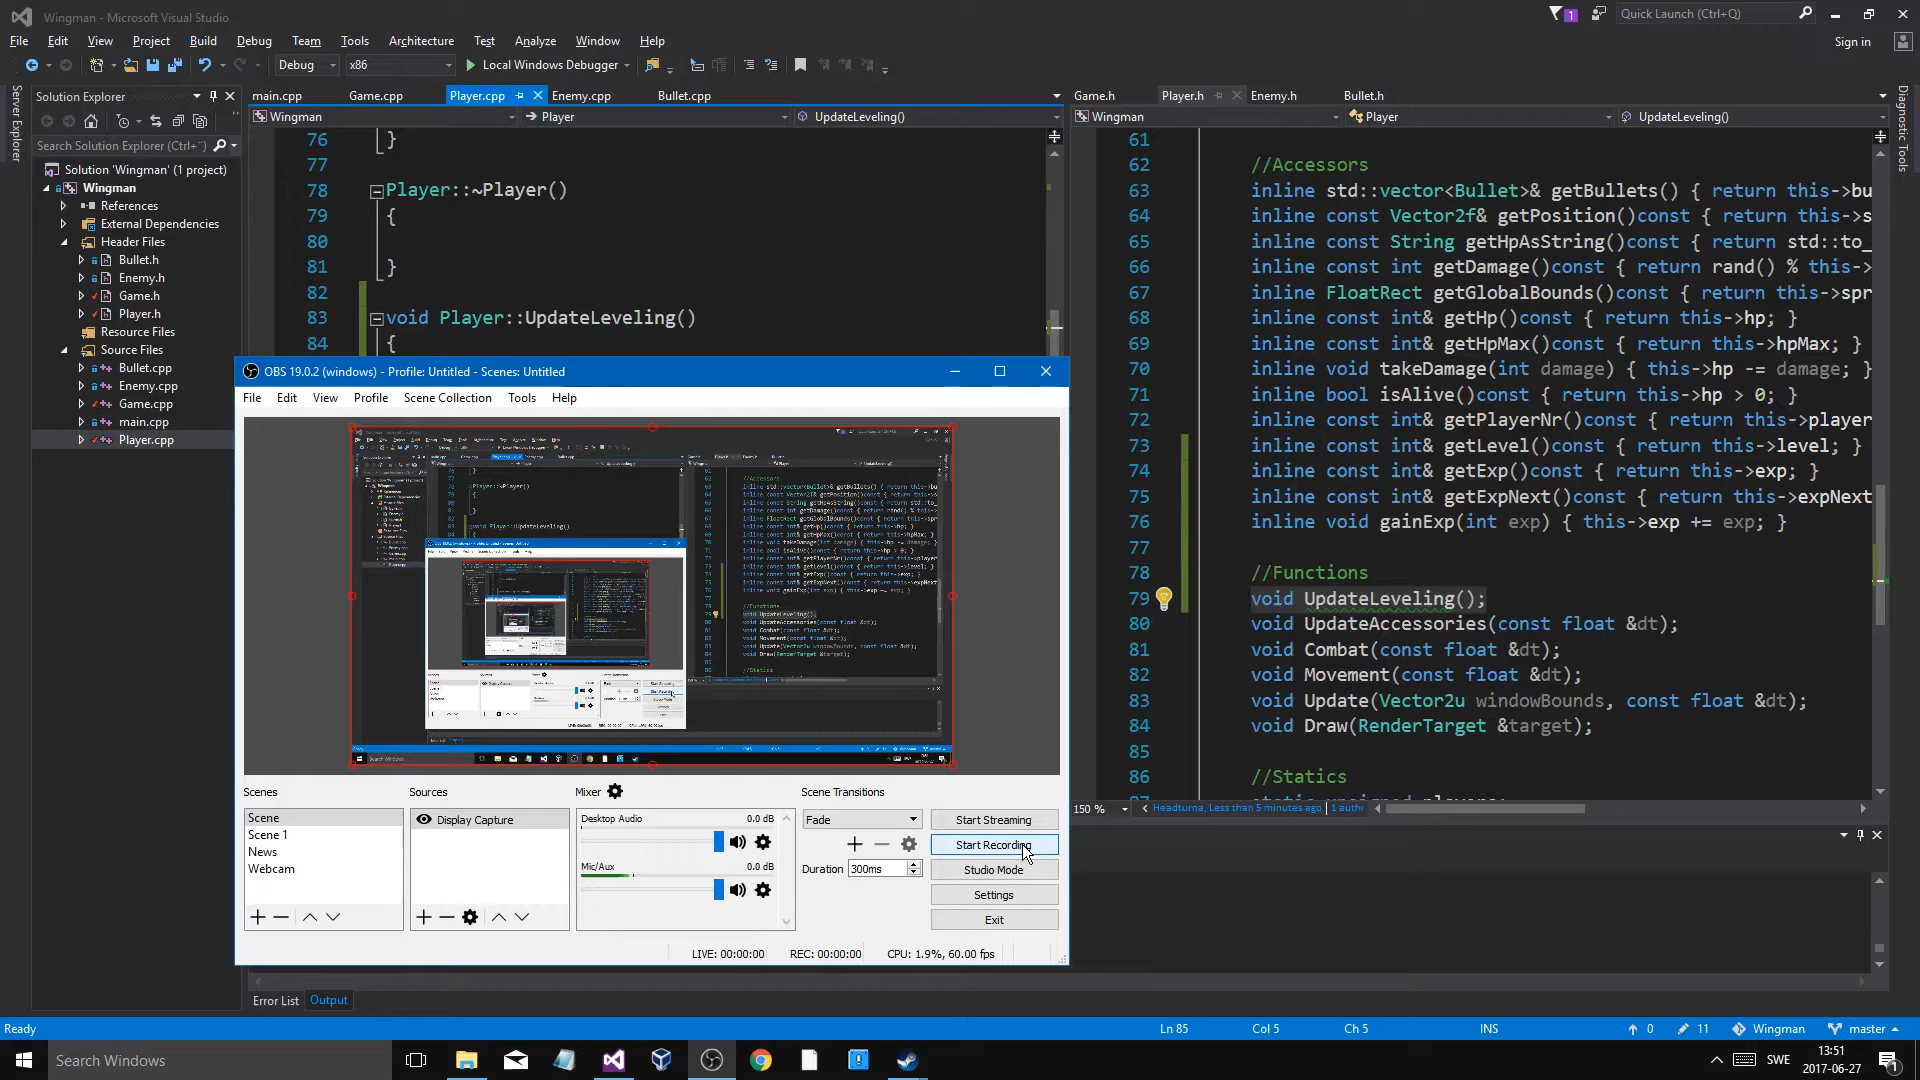 Wingman - Microsoft Visual Studio
1
Quick Launch (Ctrl+Q)
File Edit View Project Build Debug Team Tools Architecture Test Analyze Window Help
Sign in
Debug x86 Local Windows Debugger
Server Explorer
Solution Explorer
Search Solution Explorer (Ctrl+
Solution 'Wingman' (1 project)
Wingman
References
External Dependencies
Header Files
Bullet.h
Enemy.h
Game.h
Player.h
Resource Files
Source Files
Bullet.cpp
Enemy.cpp
Game.cpp
main.cpp
Player.cpp
main.cpp Game.cpp Player.cpp Enemy.cpp Bullet.cpp
Wingman Player UpdateLeveling()
76 }
77
78 Player::~Player()
79 {
80
81 }
82
83 void Player::UpdateLeveling()
84 {
Game.h Player.h Enemy.h Bullet.h
Wingman Player UpdateLeveling()
61
62 //Accessors
63 inline std::vector<Bullet>& getBullets() { return this->bu
64 inline const Vector2f& getPosition()const { return this->s
65 inline const String getHpAsString()const { return std::to_
66 inline const int getDamage()const { return rand() % this->
67 inline FloatRect getGlobalBounds()const { return this->spr
68 inline const int& getHp()const { return this->hp; }
69 inline const int& getHpMax()const { return this->hpMax; }
70 inline void takeDamage(int damage) { this->hp -= damage; }
71 inline bool isAlive()const { return this->hp > 0; }
72 inline const int& getPlayerNr()const { return this->player
73 inline const int& getLevel()const { return this->level; }
74 inline const int& getExp()const { return this->exp; }
75 inline const int& getExpNext()const { return this->expNext
76 inline void gainExp(int exp) { this->exp += exp; }
77
78 //Functions
79 void UpdateLeveling();
80 void UpdateAccessories(const float &dt);
81 void Combat(const float &dt);
82 void Movement(const float &dt);
83 void Update(Vector2u windowBounds, const float &dt);
84 void Draw(RenderTarget &target);
85
86 //Statics
150 % Headturna, Less than 5 minutes ago | 1 auth
Diagnostic Tools
OBS 19.0.2 (windows) - Profile: Untitled - Scenes: Untitled
File Edit View Profile Scene Collection Tools Help
Scenes
Scene
Scene 1
News
Webcam
Sources
Display Capture
Mixer
Desktop Audio 0.0 dB
Mic/Aux 0.0 dB
Scene Transitions
Fade
Duration 300ms
Start Streaming
Start Recording
Studio Mode
Settings
Exit
LIVE: 00:00:00 REC: 00:00:00 CPU: 1.9%, 60.00 fps
Error List Output
Ready Ln 85 Col 5 Ch 5 INS 0 11 Wingman master
Search Windows
SWE
13:51
2017-06-27
1